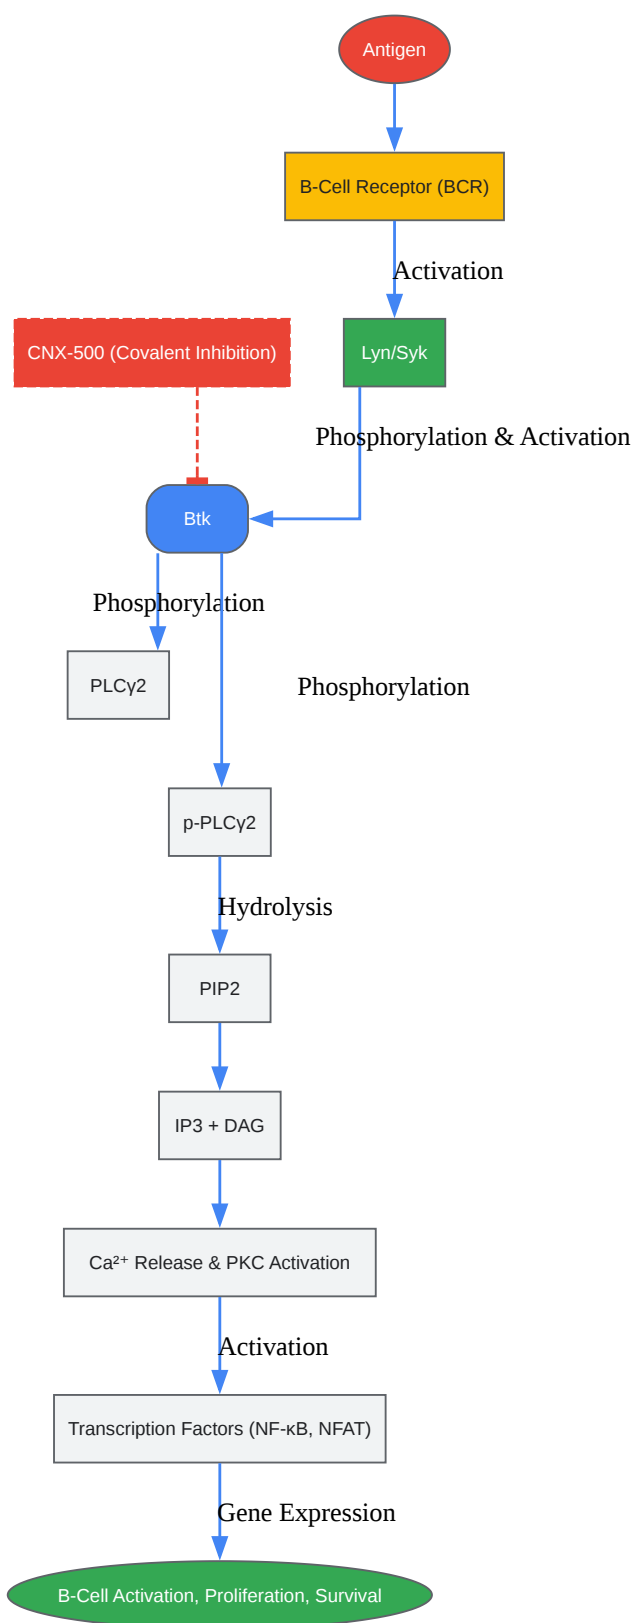 Antigen
B-Cell Receptor (BCR)
Activation
CNX-500 (Covalent Inhibition)
Lyn/Syk
Phosphorylation & Activation
Btk
Phosphorylation
PLCγ2
Phosphorylation
p-PLCγ2
Hydrolysis
PIP2
IP3 + DAG
Ca²⁺ Release & PKC Activation
Activation
Transcription Factors (NF-κB, NFAT)
Gene Expression
B-Cell Activation, Proliferation, Survival